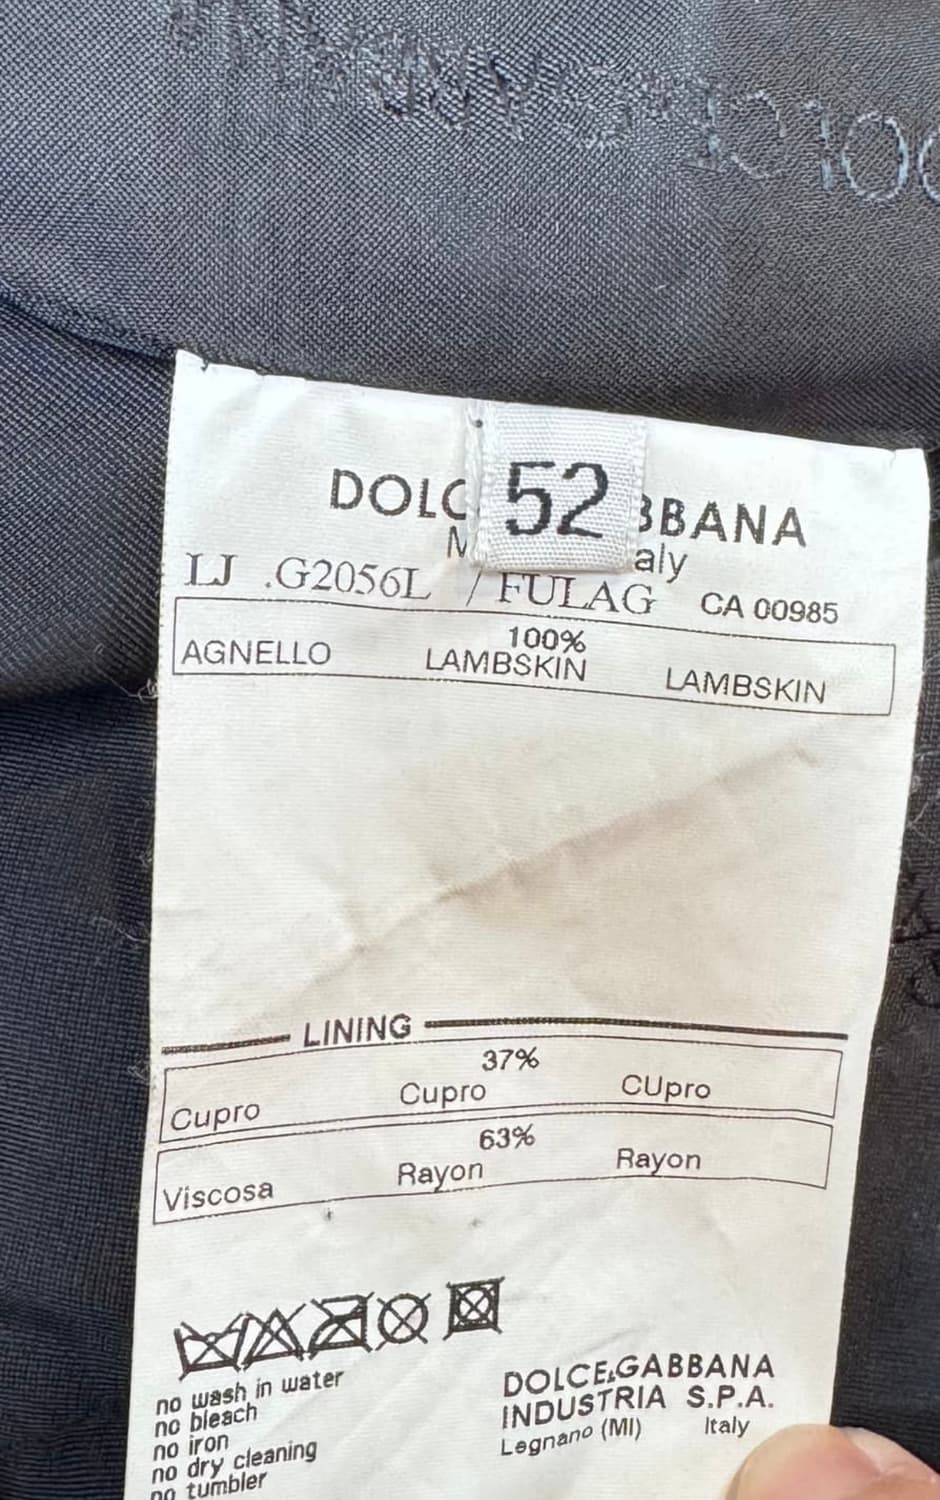 52
DOLC BBANA
M aly
LJ .G2056L / FULAG CA 00985
100%
AGNELLO LAMBSKIN LAMBSKIN
LINING
37%
Cupro Cupro CUpro
63%
Viscosa Rayon Rayon
no wash in water
no bleach
no iron
no dry cleaning
no tumbler
DOLCE&GABBANA
INDUSTRIA S.P.A.
Legnano (MI) Italy